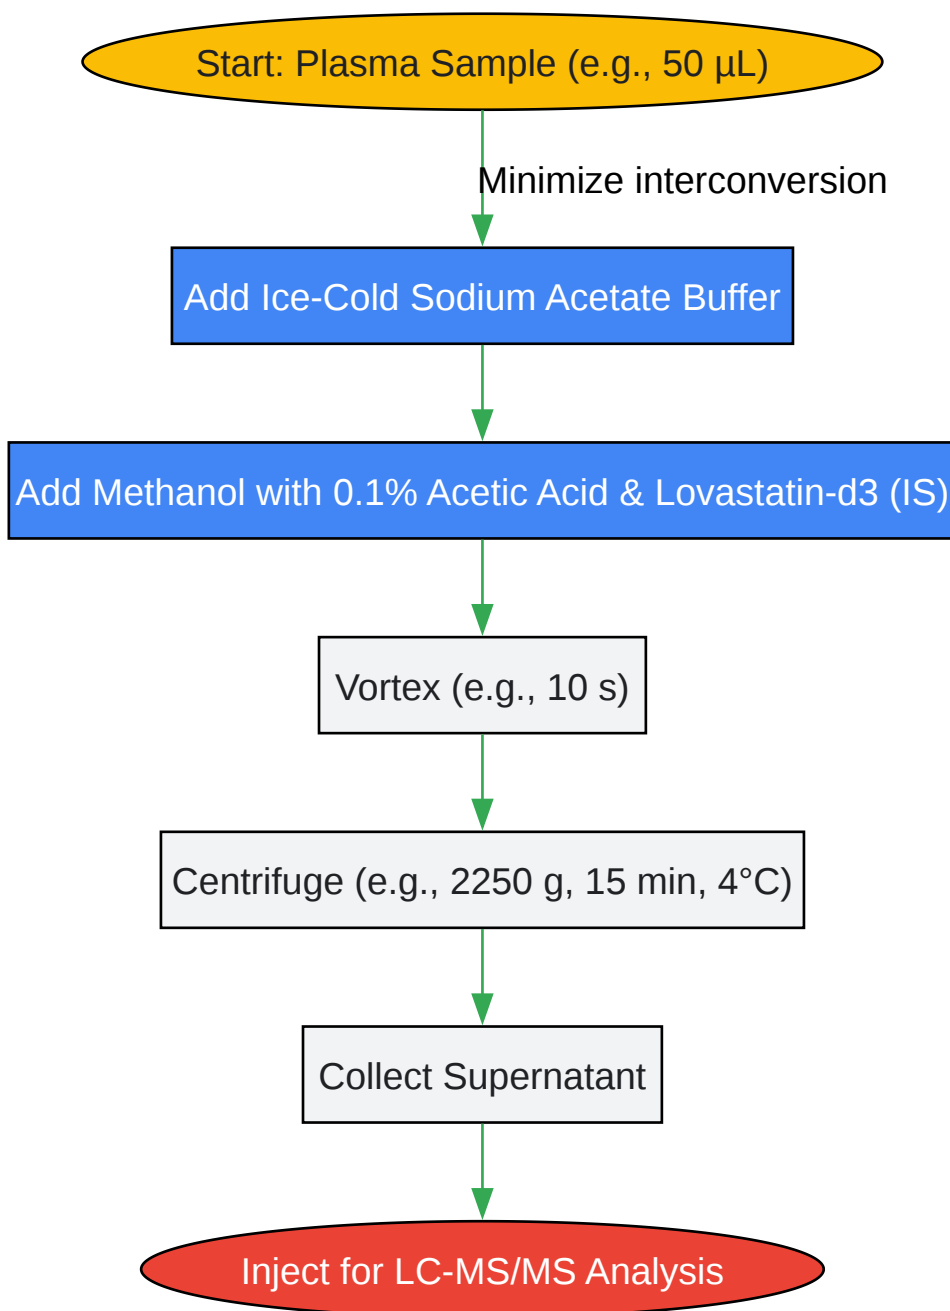 Start: Plasma Sample (e.g., 50 µL)
Minimize interconversion
Add Ice-Cold Sodium Acetate Buffer
Add Methanol with 0.1% Acetic Acid & Lovastatin-d3 (IS)
Vortex (e.g., 10 s)
Centrifuge (e.g., 2250 g, 15 min, 4°C)
Collect Supernatant
Inject for LC-MS/MS Analysis